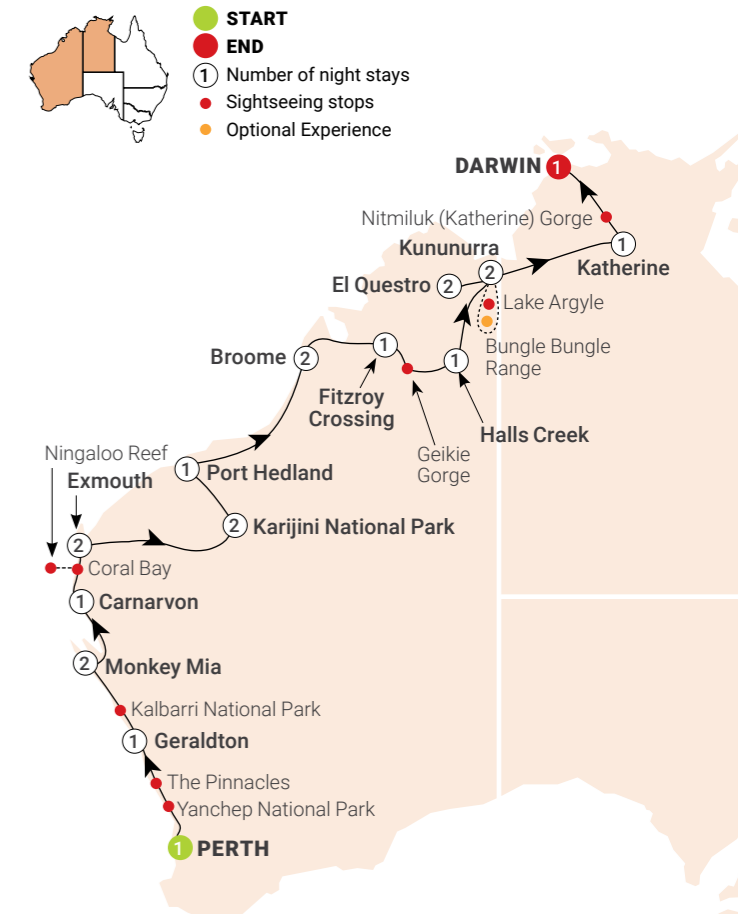 START
END
1 Number of night stays
Sightseeing stops
Optional Experience
DARWIN 1
Nitmiluk (Katherine) Gorge
1
Katherine
Kununurra
2
El Questro 2
Lake Argyle
Bungle Bungle
Range
Broome 2
1
Fitzroy
Crossing
1
Halls Creek
Geikie
Gorge
Ningaloo Reef
Exmouth
2
1 Port Hedland
2 Karijini National Park
Coral Bay
1 Carnarvon
2 Monkey Mia
Kalbarri National Park
1 Geraldton
The Pinnacles
Yanchep National Park
1 PERTH